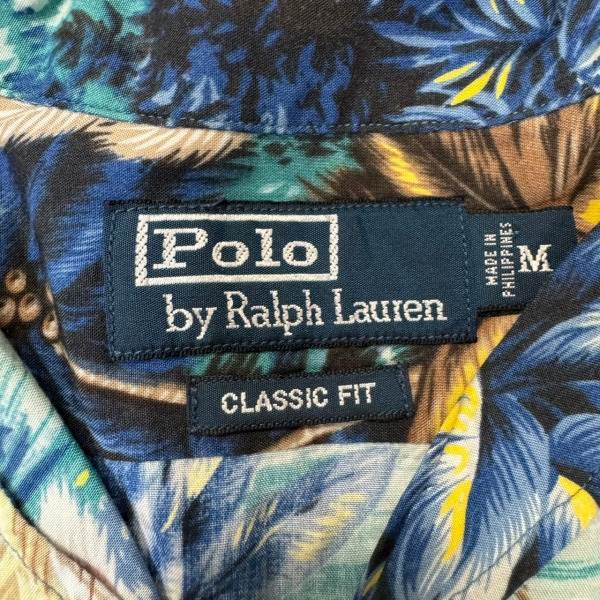 Polo
by Ralph Lauren
MADE IN
PHILIPPINES
M
CLASSIC FIT